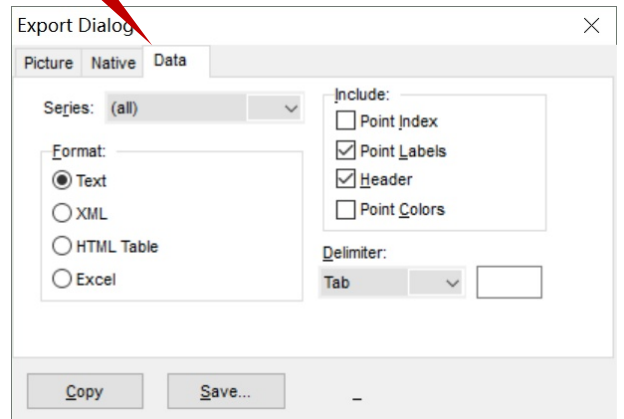 Export Dialog
Picture Native Data
Series: (all)
Format:
Text
XML
HTML Table
Excel
Include:
Point Index
Point Labels
Header
Point Colors
Delimiter:
Tab
Copy Save...